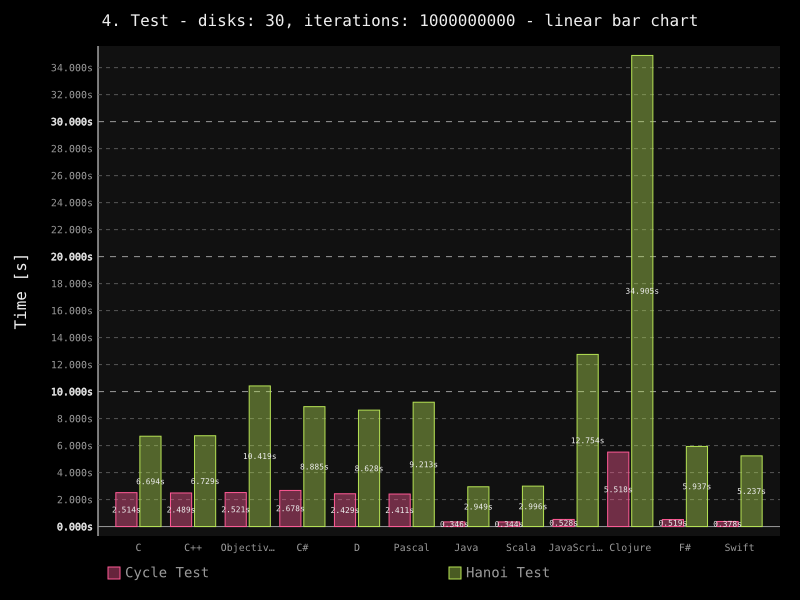 4. Test - disks: 30, iterations: 1000000000 - linear bar chart
Time [s]
34.000s
32.000s
30.000s
28.000s
26.000s
24.000s
22.000s
20.000s
18.000s
16.000s
14.000s
12.000s
10.000s
8.000s
6.000s
4.000s
2.000s
0.000s
2.514s 6.694s
2.489s 6.729s
2.521s 10.419s
2.678s 8.885s
2.429s 8.628s
2.411s 9.213s
0.346s 2.949s
0.344s 2.996s
0.528s 12.754s
5.518s 34.905s
0.519s 5.937s
0.378s 5.237s
C C++ Objectiv… C# D Pascal Java Scala JavaScri… Clojure F# Swift
Cycle Test Hanoi Test